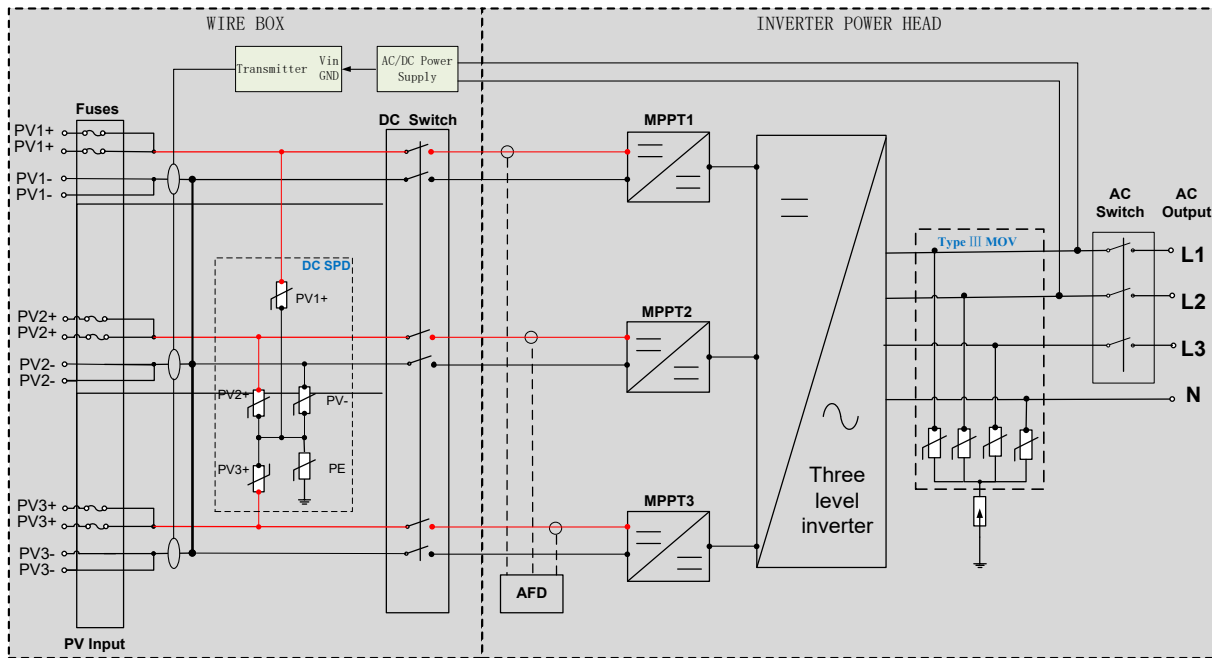 WIRE BOX
INVERTER POWER HEAD
Transmitter Vin
GND
AC/DC Power
Supply
Fuses
DC Switch
MPPT1
PV1+
PV1+
PV1-
PV1-
AC
Switch
AC
Output
Type III MOV
L1
DC SPD
PV1+
L2
PV2+
PV2+
MPPT2
L3
PV2-
PV2-
PV2+
PV-
N
PV3+
PE
Three
level
inverter
MPPT3
PV3+
PV3+
PV3-
PV3-
AFD
PV Input